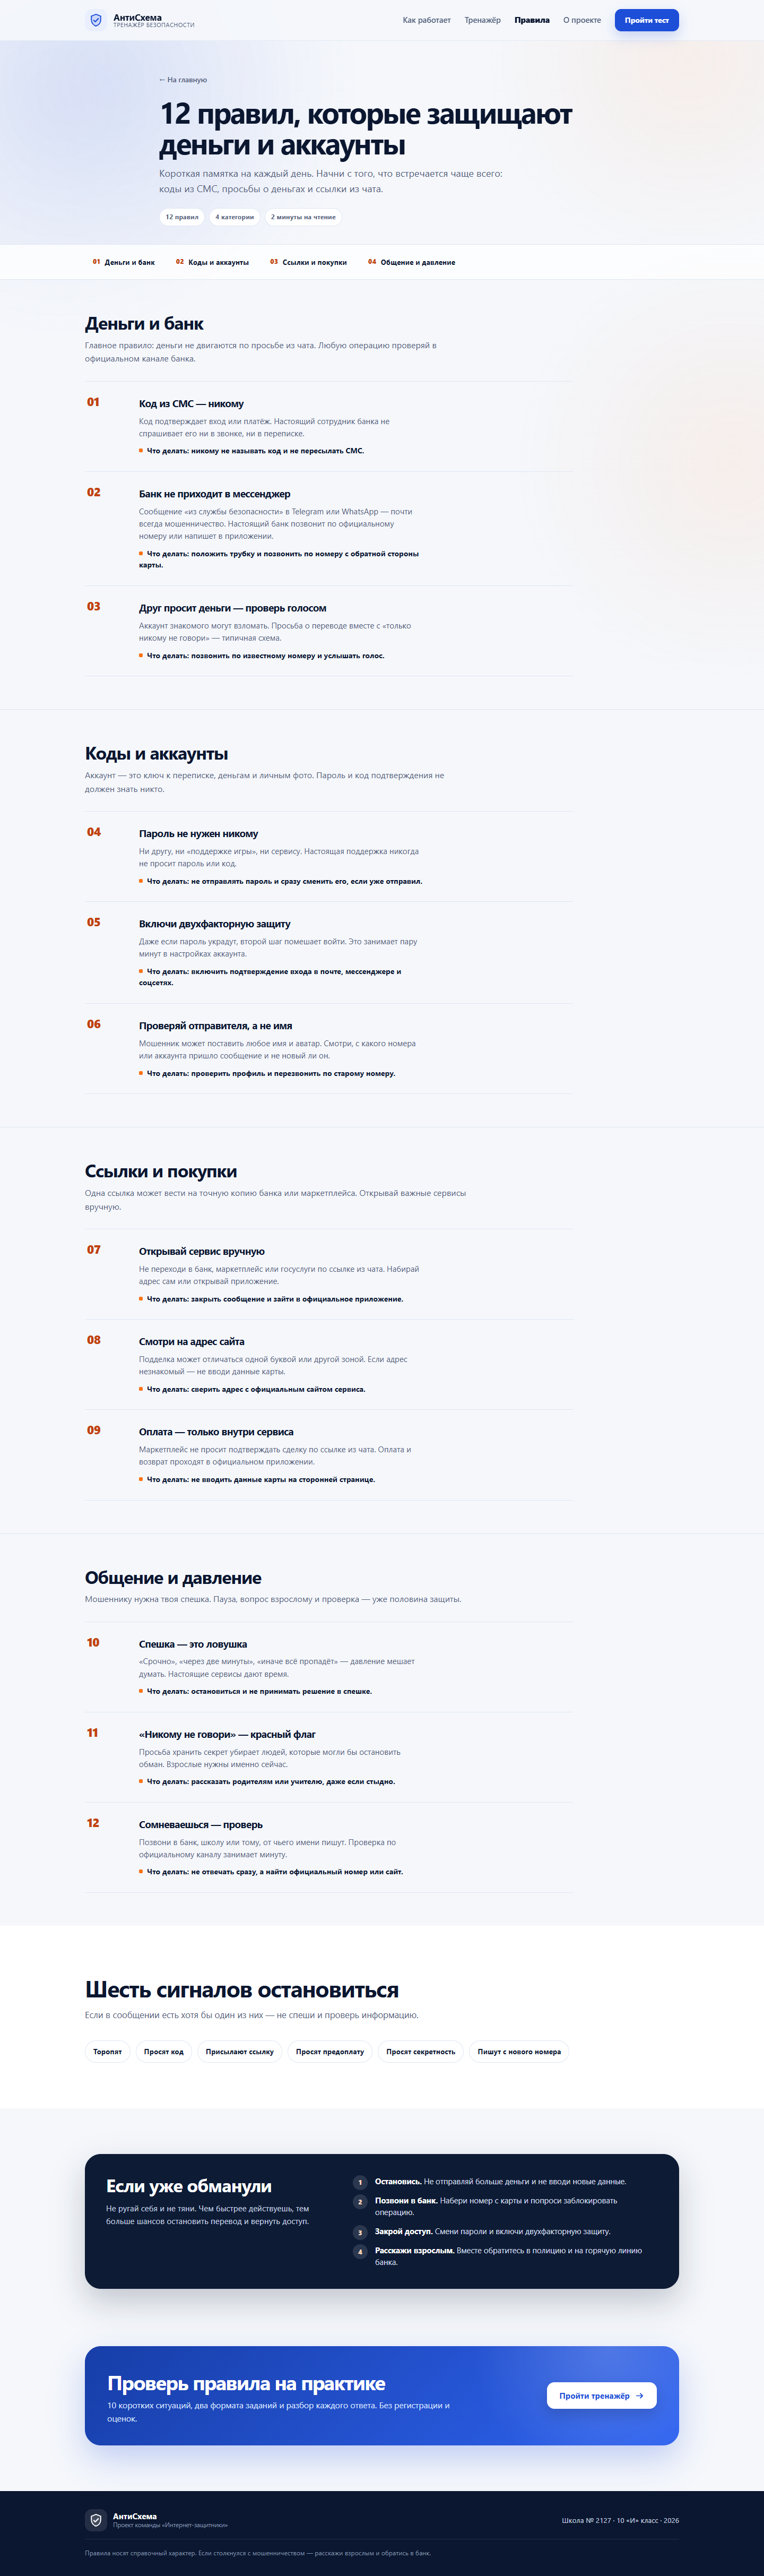 АнтиСхема
ТРЕНАЖЁР БЕЗОПАСНОСТИ
Как работает Тренажёр Правила О проекте Пройти тест
← На главную
12 правил, которые защищают
деньги и аккаунты
Короткая памятка на каждый день. Начни с того, что встречается чаще всего:
коды из СМС, просьбы о деньгах и ссылки из чата.
12 правил 4 категории 2 минуты на чтение
01 Деньги и банк 02 Коды и аккаунты 03 Ссылки и покупки 04 Общение и давление
Деньги и банк
Главное правило: деньги не двигаются по просьбе из чата. Любую операцию проверяй в
официальном канале банка.
01 Код из СМС — никому
Код подтверждает вход или платёж. Настоящий сотрудник банка не
спрашивает его ни в звонке, ни в переписке.
Что делать: никому не называть код и не пересылать СМС.
02 Банк не приходит в мессенджер
Сообщение «из службы безопасности» в Telegram или WhatsApp — почти
всегда мошенничество. Настоящий банк позвонит по официальному
номеру или напишет в приложении.
Что делать: положить трубку и позвонить по номеру с обратной стороны
карты.
03 Друг просит деньги — проверь голосом
Аккаунт знакомого могут взломать. Просьба о переводе вместе с «только
никому не говори» — типичная схема.
Что делать: позвонить по известному номеру и услышать голос.
Коды и аккаунты
Аккаунт — это ключ к переписке, деньгам и личным фото. Пароль и код подтверждения не
должен знать никто.
04 Пароль не нужен никому
Ни другу, ни «поддержке игры», ни сервису. Настоящая поддержка никогда
не просит пароль или код.
Что делать: не отправлять пароль и сразу сменить его, если уже отправил.
05 Включи двухфакторную защиту
Даже если пароль украдут, второй шаг помешает войти. Это занимает пару
минут в настройках аккаунта.
Что делать: включить подтверждение входа в почте, мессенджере и
соцсетях.
06 Проверяй отправителя, а не имя
Мошенник может поставить любое имя и аватар. Смотри, с какого номера
или аккаунта пришло сообщение и не новый ли он.
Что делать: проверить профиль и перезвонить по старому номеру.
Ссылки и покупки
Одна ссылка может вести на точную копию банка или маркетплейса. Открывай важные сервисы
вручную.
07 Открывай сервис вручную
Не переходи в банк, маркетплейс или госуслуги по ссылке из чата. Набирай
адрес сам или открывай приложение.
Что делать: закрыть сообщение и зайти в официальное приложение.
08 Смотри на адрес сайта
Подделка может отличаться одной буквой или другой зоной. Если адрес
незнакомый — не вводи данные карты.
Что делать: сверить адрес с официальным сайтом сервиса.
09 Оплата — только внутри сервиса
Маркетплейс не просит подтверждать сделку по ссылке из чата. Оплата и
возврат проходят в официальном приложении.
Что делать: не вводить данные карты на сторонней странице.
Общение и давление
Мошеннику нужна твоя спешка. Пауза, вопрос взрослому и проверка — уже половина защиты.
10 Спешка — это ловушка
«Срочно», «через две минуты», «иначе всё пропадёт» — давление мешает
думать. Настоящие сервисы дают время.
Что делать: остановиться и не принимать решение в спешке.
11 «Никому не говори» — красный флаг
Просьба хранить секрет убирает людей, которые могли бы остановить
обман. Взрослые нужны именно сейчас.
Что делать: рассказать родителям или учителю, даже если стыдно.
12 Сомневаешься — проверь
Позвони в банк, школу или тому, от чьего имени пишут. Проверка по
официальному каналу занимает минуту.
Что делать: не отвечать сразу, а найти официальный номер или сайт.
Шесть сигналов остановиться
Если в сообщении есть хотя бы один из них — не спеши и проверь информацию.
Торопят Просят код Присылают ссылку Просят предоплату Просят секретность Пишут с нового номера
Если уже обманули
Не ругай себя и не тяни. Чем быстрее действуешь, тем
больше шансов остановить перевод и вернуть доступ.
1 Остановись. Не отправляй больше деньги и не вводи новые данные.
2 Позвони в банк. Набери номер с карты и попроси заблокировать
операцию.
3 Закрой доступ. Смени пароли и включи двухфакторную защиту.
4 Расскажи взрослым. Вместе обратитесь в полицию и на горячую линию
банка.
Проверь правила на практике
10 коротких ситуаций, два формата заданий и разбор каждого ответа. Без регистрации и
оценок.
Пройти тренажёр →
АнтиСхема
Проект команды «Интернет-защитники»
Школа № 2127 · 10 «И» класс · 2026
Правила носят справочный характер. Если столкнулся с мошенничеством — расскажи взрослым и обратись в банк.